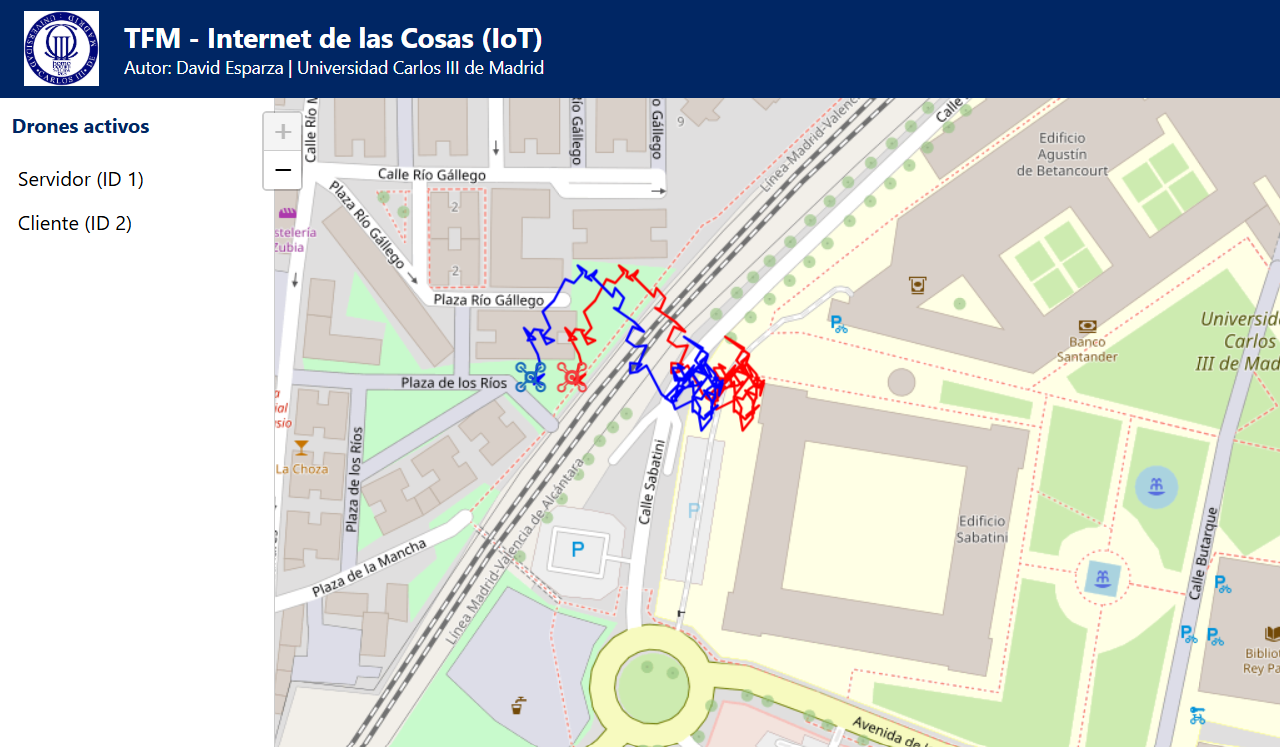 TFM - Internet de las Cosas (IoT)
Autor: David Esparza | Universidad Carlos III de Madrid
Drones activos
Servidor (ID 1)
Cliente (ID 2)
+
−
Calle Río
Río Gállego
Gállego
9
Línea Madrid-Valenc
Calle
Edificio
Agustín
de Betancourt
Calle Río Gállego
Plaza Río Gállego
2
2
stelería
Zubia
Plaza Río Gállego
P
Banco
Santander
Universid
Carlos
III de Mad
Plaza de los Ríos
La Choza
Plaza de los Ríos
Calle Sabatini
P
Edificio
Sabatini
P
Plaza de la Mancha
Línea Madrid-Valencia de Alcántara
Calle Butarque
P
P
P
Biblio
Rey Pa
Avenida de